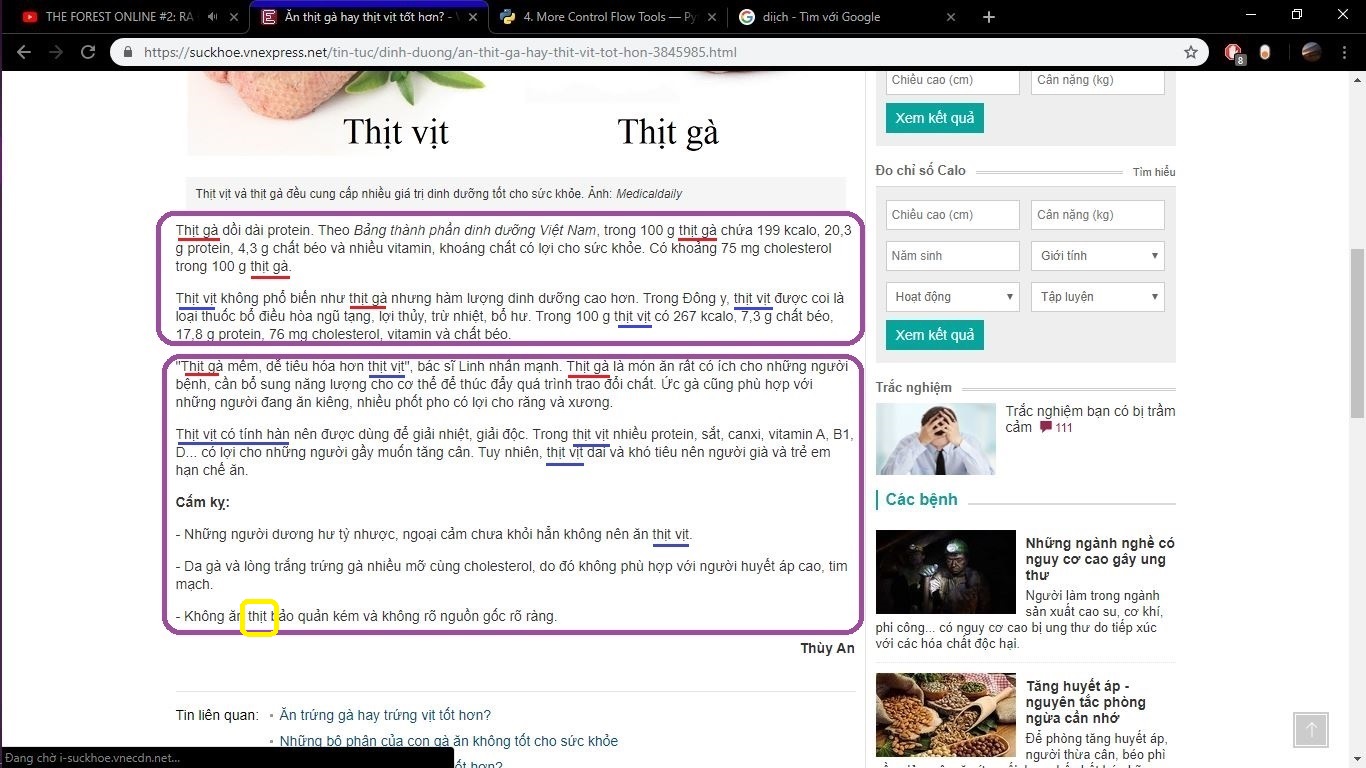 THE FOREST ONLINE #2: RA
Ăn thịt gà hay thịt vịt tốt hơn? -
4. More Control Flow Tools — Py
diịch - Tìm với Google
https://suckhoe.vnexpress.net/tin-tuc/dinh-duong/an-thit-ga-hay-thit-vit-tot-hon-3845985.html
8
Thịt vịt
Thịt gà
Thịt vịt và thịt gà đều cung cấp nhiều giá trị dinh dưỡng tốt cho sức khỏe. Ảnh: Medicaldaily
Thịt gà dồi dài protein. Theo Bảng thành phần dinh dưỡng Việt Nam, trong 100 g thịt gà chứa 199 kcalo, 20,3
g protein, 4,3 g chất béo và nhiều vitamin, khoáng chất có lợi cho sức khỏe. Có khoảng 75 mg cholesterol
trong 100 g thịt gà.
Thịt vịt không phổ biến như thịt gà nhưng hàm lượng dinh dưỡng cao hơn. Trong Đông y, thịt vịt được coi là
loại thuốc bổ điều hòa ngũ tạng, lợi thủy, trừ nhiệt, bổ hư. Trong 100 g thịt vịt có 267 kcalo, 7,3 g chất béo,
17,8 g protein, 76 mg cholesterol, vitamin và chất béo.
"Thịt gà mềm, dễ tiêu hóa hơn thịt vịt", bác sĩ Linh nhấn mạnh. Thịt gà là món ăn rất có ích cho những người
bệnh, cần bổ sung năng lượng cho cơ thể để thúc đẩy quá trình trao đổi chất. Ức gà cũng phù hợp với
những người đang ăn kiêng, nhiều phốt pho có lợi cho răng và xương.
Thịt vịt có tính hàn nên được dùng để giải nhiệt, giải độc. Trong thịt vịt nhiều protein, sắt, canxi, vitamin A, B1,
D... có lợi cho những người gầy muốn tăng cân. Tuy nhiên, thịt vịt dai và khó tiêu nên người già và trẻ em
hạn chế ăn.
Cấm kỵ:
- Những người dương hư tỳ nhược, ngoại cảm chưa khỏi hẳn không nên ăn thịt vịt.
- Da gà và lòng trắng trứng gà nhiều mỡ cùng cholesterol, do đó không phù hợp với người huyết áp cao, tim
mạch.
- Không ăn thịt bảo quản kém và không rõ nguồn gốc rõ ràng.
Thùy An
Tin liên quan:
Ăn trứng gà hay trứng vịt tốt hơn?
Những bộ phận của con gà ăn không tốt cho sức khỏe
tốt hơn?
Đang chờ i-suckhoe.vnecdn.net...
Chiều cao (cm)
Cân nặng (kg)
Xem kết quả
Đo chỉ số Calo
Tìm hiểu
Chiều cao (cm)
Cân nặng (kg)
Năm sinh
Giới tính
Hoạt động
Tập luyện
Xem kết quả
Trắc nghiệm
Trắc nghiệm bạn có bị trầm
cảm 111
Các bệnh
Những ngành nghề có
nguy cơ cao gây ung
thư
Người làm trong ngành
sản xuất cao su, cơ khí,
phi công... có nguy cơ cao bị ung thư do tiếp xúc
với các hóa chất độc hại.
Tăng huyết áp -
nguyên tắc phòng
ngừa cần nhớ
Để phòng tăng huyết áp,
người thừa cân, béo phì